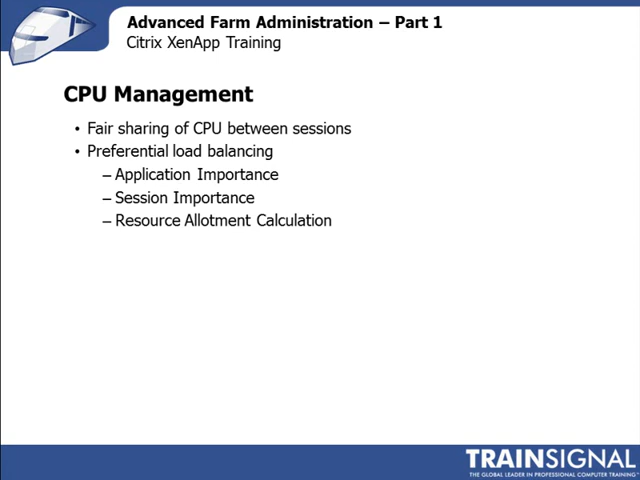 Advanced Farm Administration – Part 1
Citrix XenApp Training
CPU Management
• Fair sharing of CPU between sessions
• Preferential load balancing
– Application Importance
– Session Importance
– Resource Allotment Calculation
TRAINSIGNAL
THE GLOBAL LEADER IN PROFESSIONAL COMPUTER TRAINING